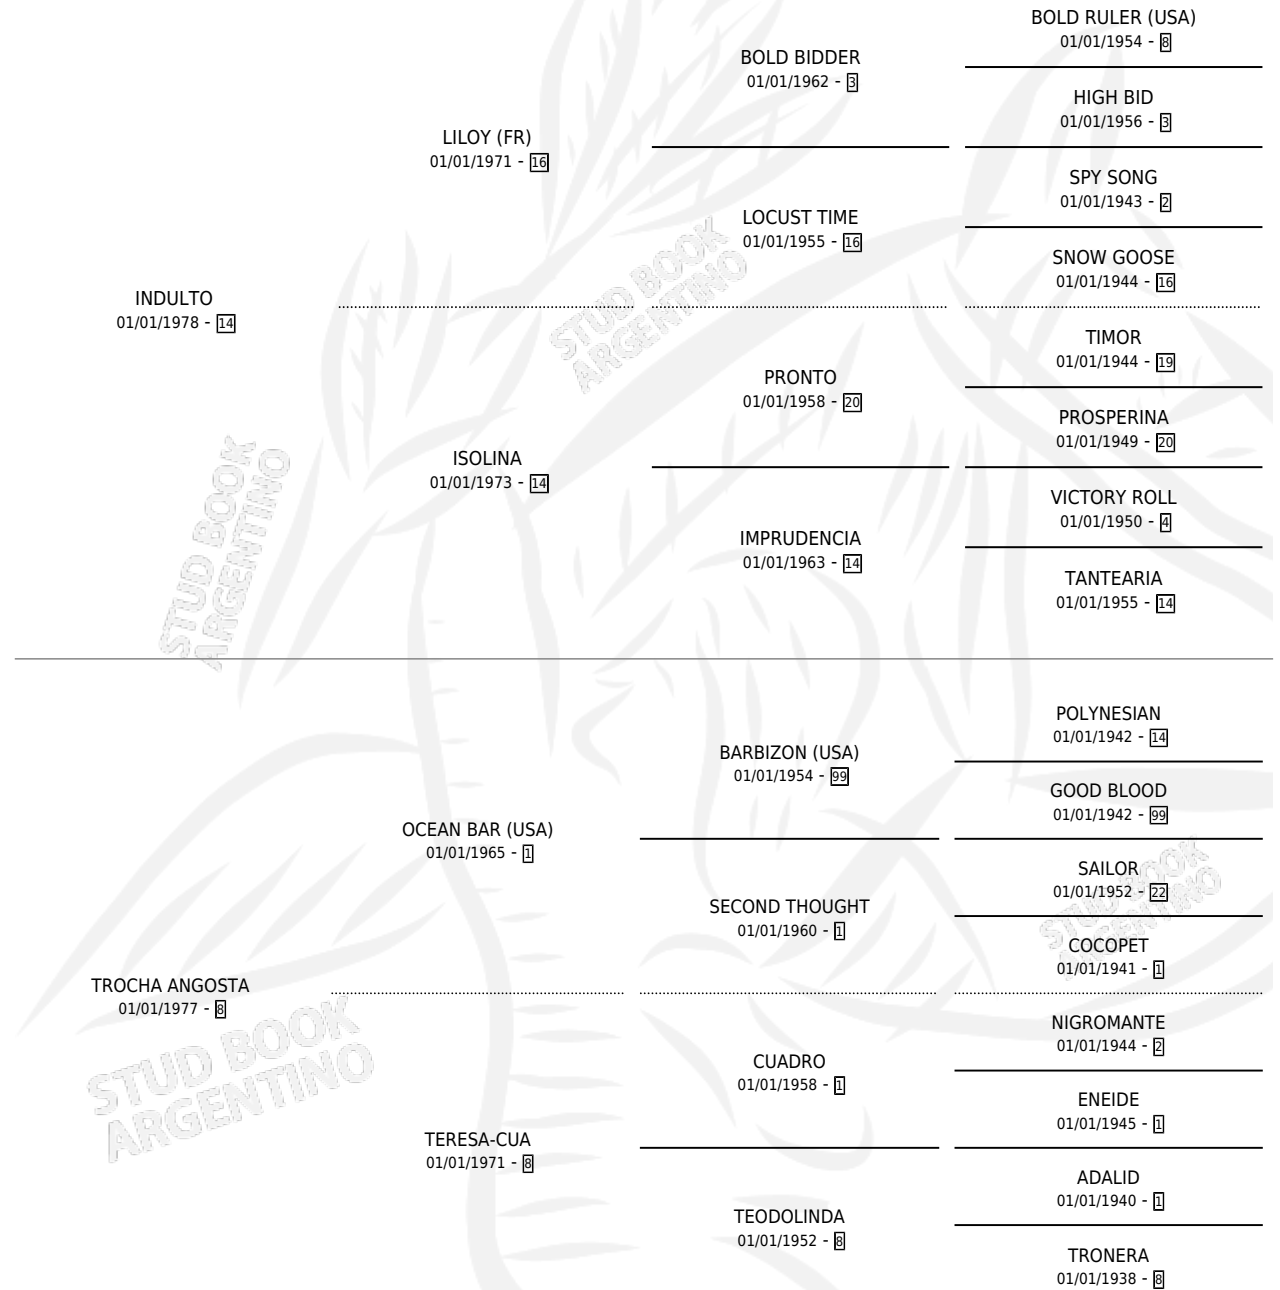 BOLD RULER (USA)
01/01/1954 - 8
BOLD BIDDER
01/01/1962 - 3
HIGH BID
01/01/1956 - 3
LILOY (FR)
01/01/1971 - 16
SPY SONG
01/01/1943 - 2
LOCUST TIME
01/01/1955 - 16
SNOW GOOSE
01/01/1944 - 16
INDULTO
01/01/1978 - 14
STUD BOOK
ARGENTINO
TIMOR
01/01/1944 - 19
PRONTO
01/01/1958 - 20
PROSPERINA
01/01/1949 - 20
ISOLINA
01/01/1973 - 14
VICTORY ROLL
01/01/1950 - 4
IMPRUDENCIA
01/01/1963 - 14
TANTEARIA
01/01/1955 - 14
STUD BOOK
ARGENTINO
POLYNESIAN
01/01/1942 - 14
BARBIZON (USA)
01/01/1954 - 99
GOOD BLOOD
01/01/1942 - 99
OCEAN BAR (USA)
01/01/1965 - 1
SAILOR
01/01/1952 - 22
SECOND THOUGHT
01/01/1960 - 1
STUD BOOK
ARGENTINO
COCOPET
01/01/1941 - 1
TROCHA ANGOSTA
01/01/1977 - 8
STUD BOOK
ARGENTINO
NIGROMANTE
01/01/1944 - 2
CUADRO
01/01/1958 - 1
ENEIDE
01/01/1945 - 1
TERESA-CUA
01/01/1971 - 8
ADALID
01/01/1940 - 1
TEODOLINDA
01/01/1952 - 8
TRONERA
01/01/1938 - 8